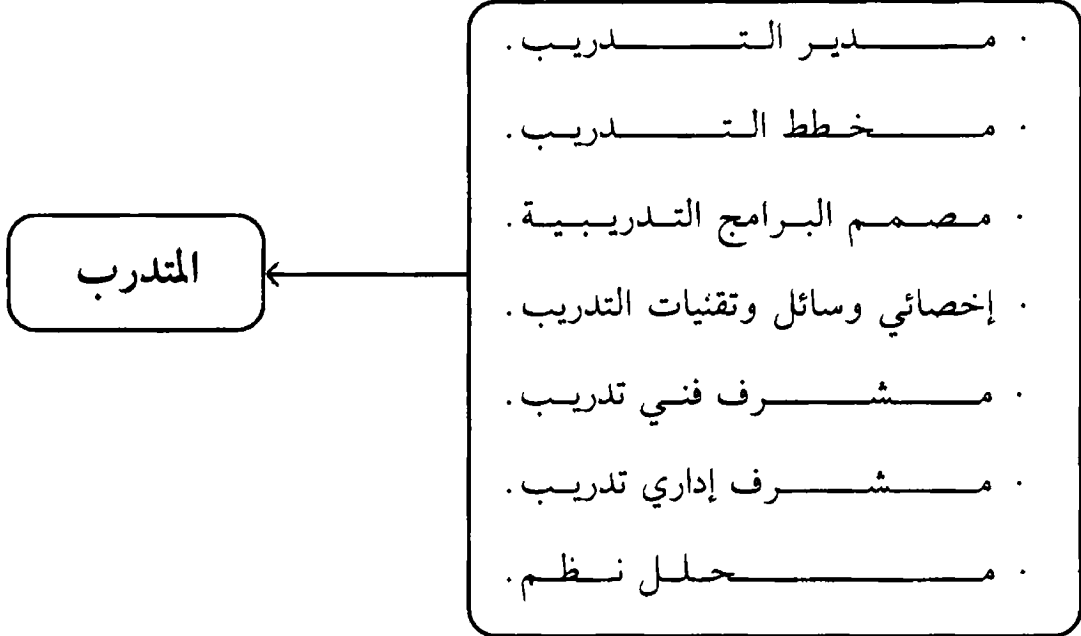 · مدير التدريب.
· مخطط التدريب.
· مصمم البرامج التدريبية.
· إخصائي وسائل وتقنيات التدريب.
· مشرف فني تدريب.
· مشرف إداري تدريب.
· محلل نظم.
المتدرب